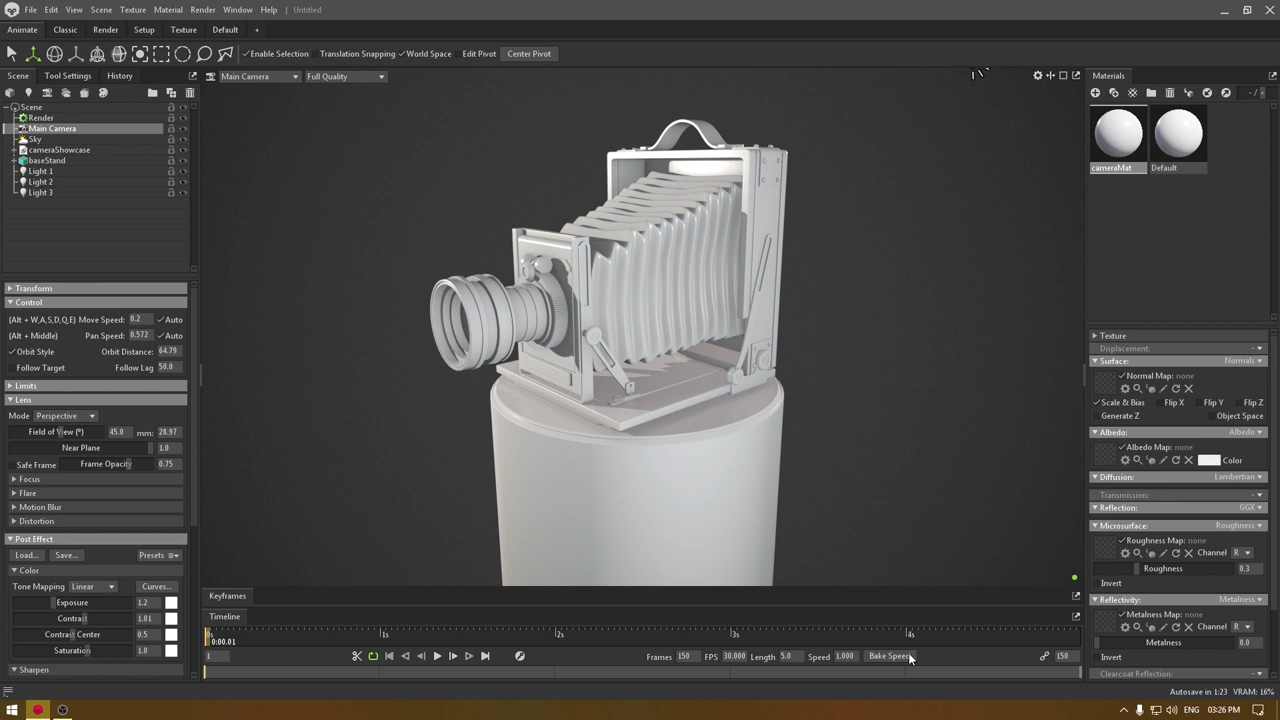 File Edit Scene Texture Material Render Window Help Untitled
Animate Classic Render Setup Texture Default +
Enable Selection Translation Snapping World Space Edit Pivot Center Pivot
Scene Tool Settings History
Main Camera Full Quality
Materials
Scene
Render
Main Camera
Sky
cameraShowcase
baseStand
Light 1
Light 2
Light 3
cameraMat Default
Transform
Control
(Alt + W,A,S,D,Q,E) Move Speed: 0.2 Auto
(Alt + Middle) Pan Speed: 0.572 Auto
Orbit Style Orbit Distance: 64.79
Follow Target Follow Lag 50.0
Limits
Lens
Mode Perspective
Field of View (°) 45.0 mm: 28.97
Near Plane 1.0
Safe Frame Frame Opacity 0.75
Focus
Flare
Motion Blur
Distortion
Post Effect
Load... Save... Presets
Color
Tone Mapping Linear Curves...
Exposure 1.2
Contrast 1.01
Contrast Center 0.5
Saturation 1.0
Sharpen
Keyframes
Timeline
0s 1s 2s 3s 4s
0:00.01
1 Frames 150 FPS 30.000 Length 5.0 Speed 1.000 Bake Speed 150
Texture
Displacement:
Surface: Normals
Normal Map: none
Scale & Bias Flip X Flip Y Flip Z
Generate Z Object Space
Albedo: Albedo
Albedo Map: none
Color
Diffusion: Lambertian
Transmission:
Reflection: GGX
Microsurface: Roughness
Roughness Map: none
Channel R
Roughness 0.3
Invert
Reflectivity: Metalness
Metalness Map: none
Channel R
Metalness 0.0
Invert
Clearcoat Reflection:
Autosave in 1:23 VRAM: 16%
ENG 03:26 PM